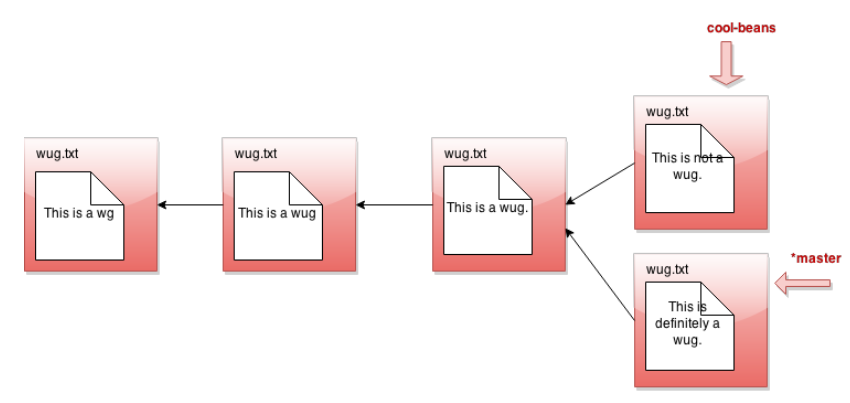 cool-beans
wug.txt
This is a wg
wug.txt
This is a wug
wug.txt
This is a wug.
wug.txt
This is not a
wug.
*master
wug.txt
This is
definitely a
wug.